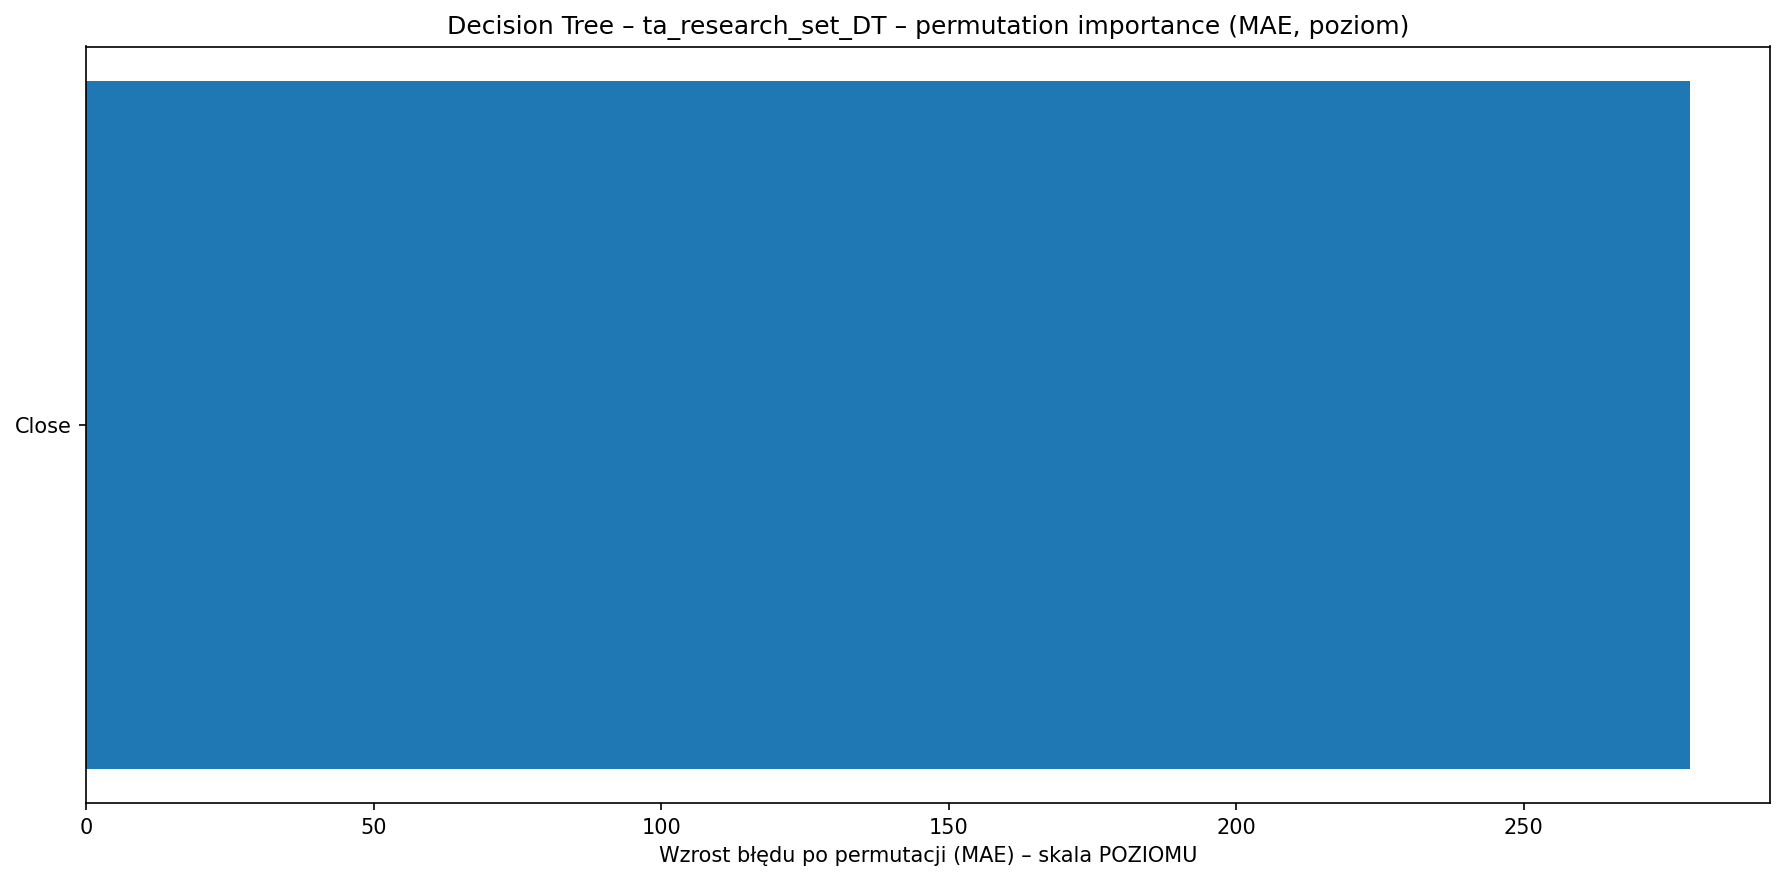 Decision Tree – ta_research_set_DT – permutation importance (MAE, poziom)
Close
0 50 100 150 200 250
Wzrost błędu po permutacji (MAE) – skala POZIOMU